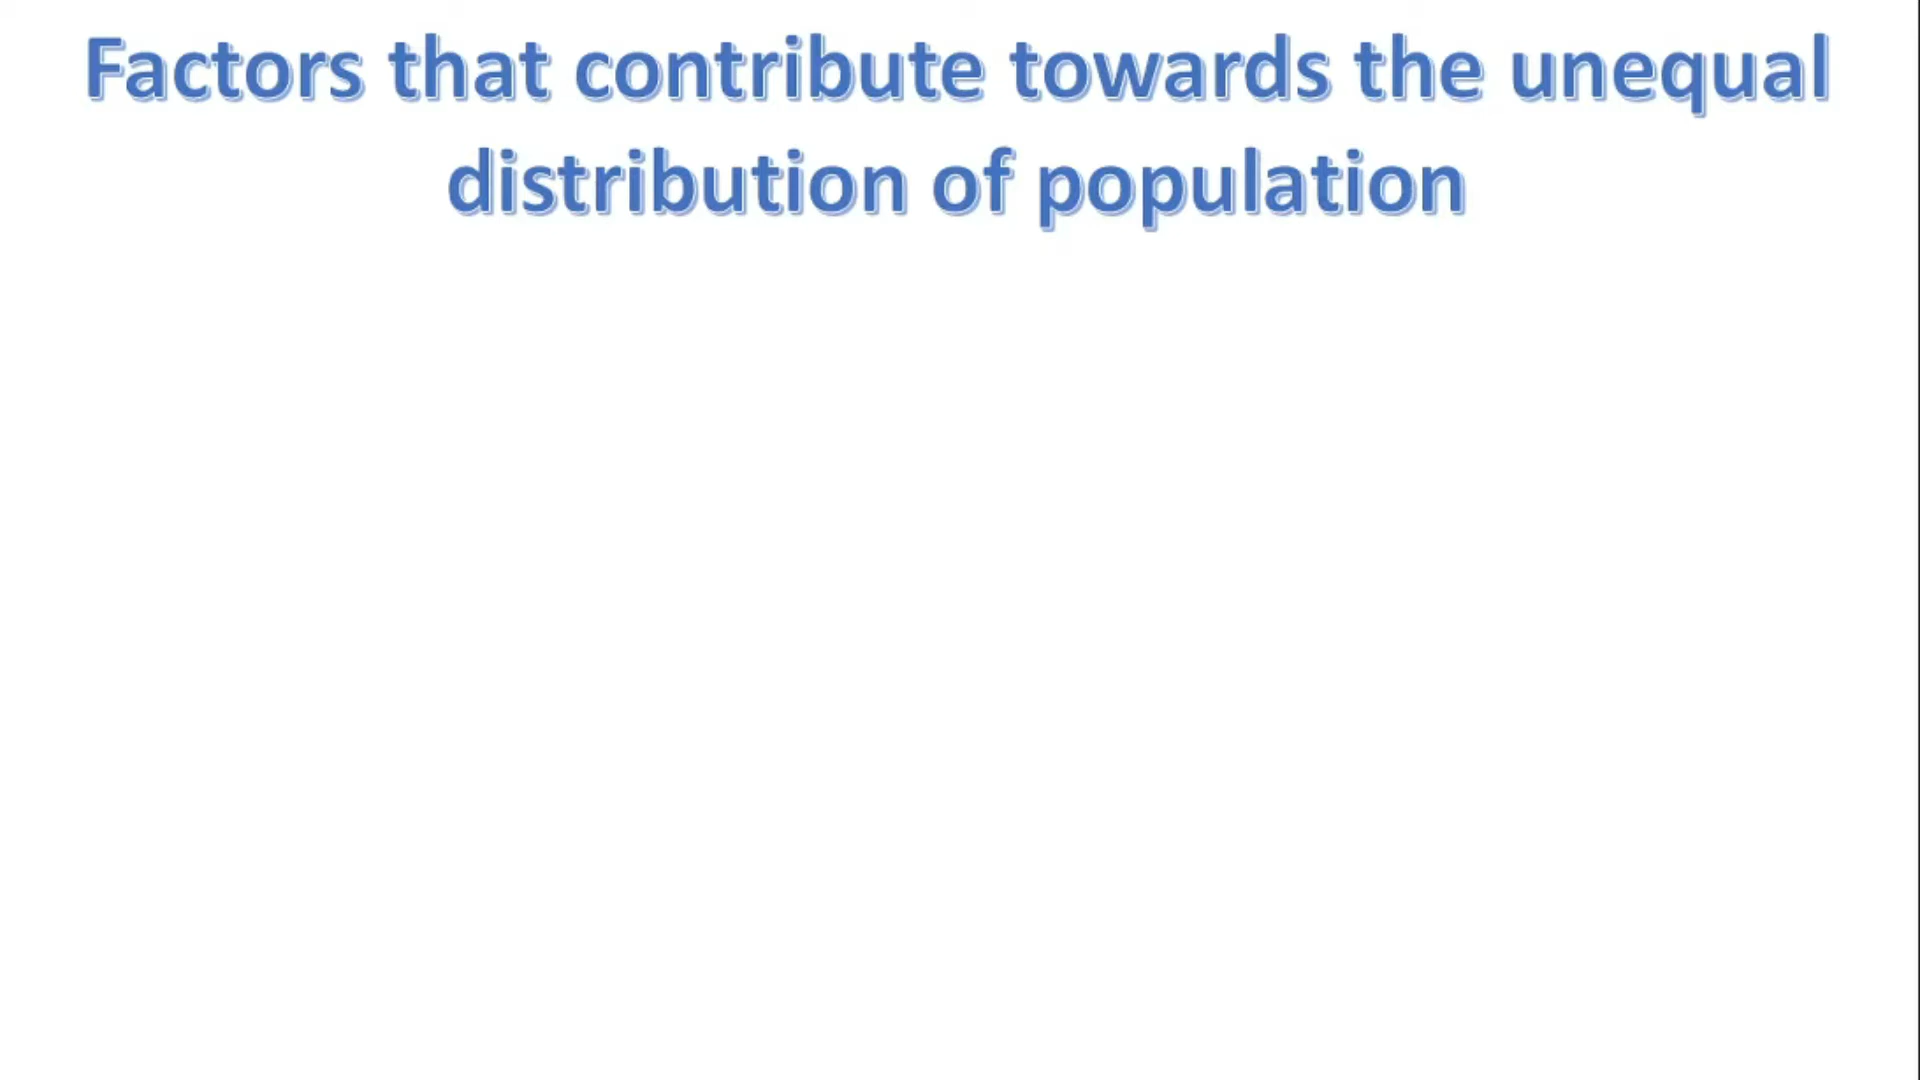 Factors that contribute towards the unequal
distribution of population